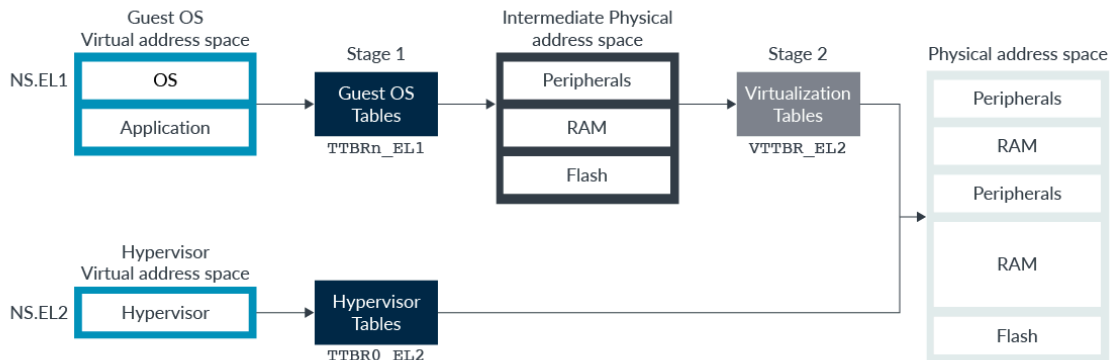 Guest OS
Virtual address space
NS.EL1
OS
Application
Stage 1
Guest OS
Tables
TTBRn_EL1
Intermediate Physical
address space
Peripherals
RAM
Flash
Stage 2
Virtualization
Tables
VTTBR_EL2
Physical address space
Peripherals
RAM
Peripherals
RAM
Flash
Hypervisor
Virtual address space
NS.EL2
Hypervisor
Hypervisor
Tables
TTBR0_EL2